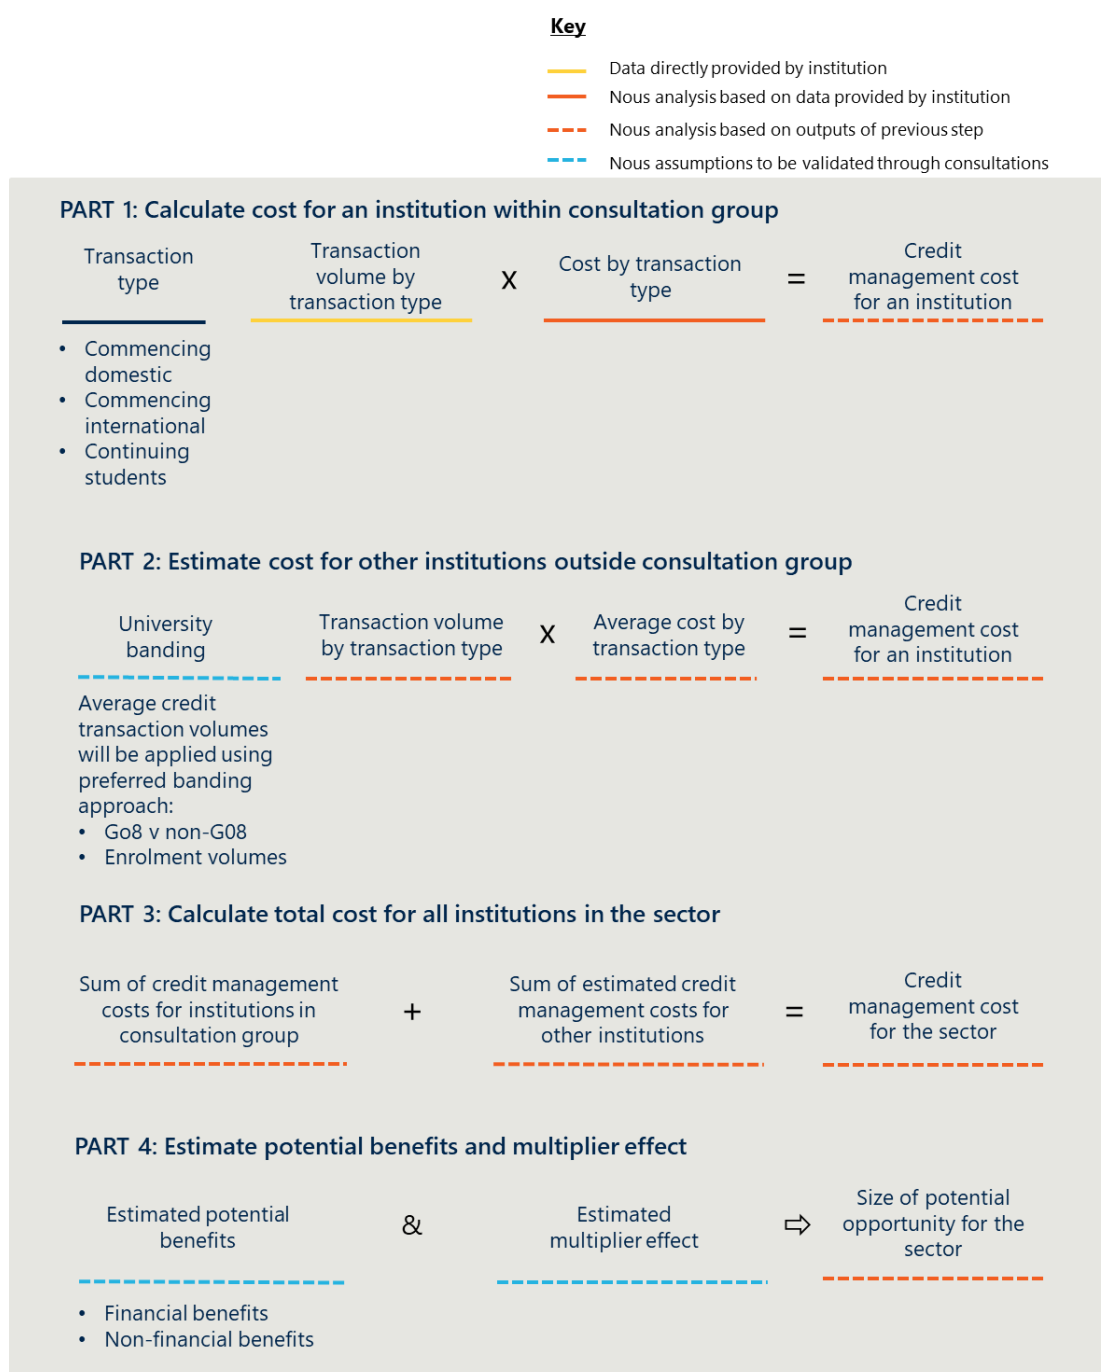 Key
Data directly provided by institution
Nous analysis based on data provided by institution
Nous analysis based on outputs of previous step
Nous assumptions to be validated through consultations
PART 1: Calculate cost for an institution within consultation group
Transaction
type
Transaction
volume by
transaction type
X
Cost by transaction
type
=
Credit
management cost
for an institution
• Commencing
domestic
• Commencing
international
• Continuing
students
PART 2: Estimate cost for other institutions outside consultation group
University
banding
Transaction volume
by transaction type
X
Average cost by
transaction type
=
Credit
management cost
for an institution
Average credit
transaction volumes
will be applied using
preferred banding
approach:
• Go8 v non-G08
• Enrolment volumes
PART 3: Calculate total cost for all institutions in the sector
Sum of credit management
costs for institutions in
consultation group
+
Sum of estimated credit
management costs for
other institutions
=
Credit
management cost
for the sector
PART 4: Estimate potential benefits and multiplier effect
Estimated potential
benefits
&
Estimated
multiplier effect
⇨
Size of potential
opportunity for the
sector
• Financial benefits
• Non-financial benefits